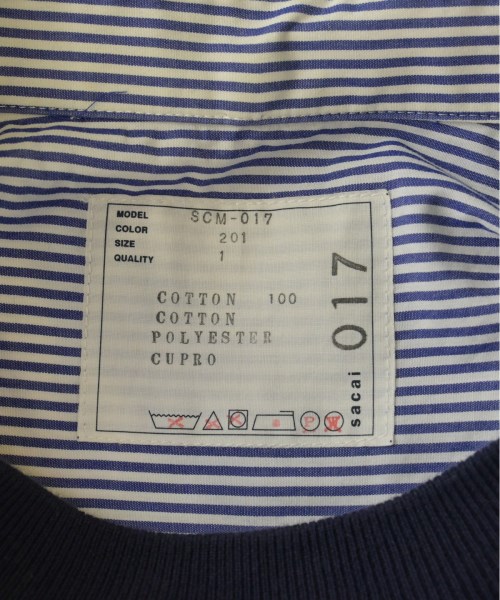 MODEL SCM-017
COLOR 201
SIZE 1
QUALITY
COTTON 100
COTTON
POLYESTER
CUPRO
P W
sacai 017